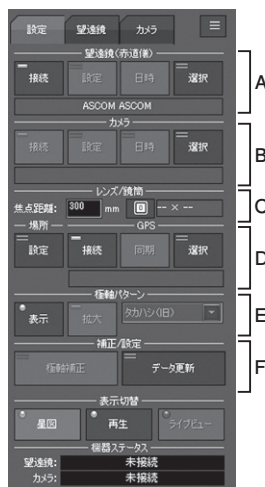 設定 望遠鏡 カメラ
望遠鏡(赤道儀)
接続 設定 日時 選択
ASCOM ASCOM
A
カメラ
接続 設定 日時 選択
B
レンズ/鏡筒
焦点距離: 300 mm -- × --
C
場所 GPS
設定 接続 同期 選択
D
極軸パターン
表示 拡大 タカハシ(旧)
E
補正/設定
極軸補正 データ更新
F
表示切替
星図 再生 ライブビュー
機器ステータス
望遠鏡: 未接続
カメラ: 未接続